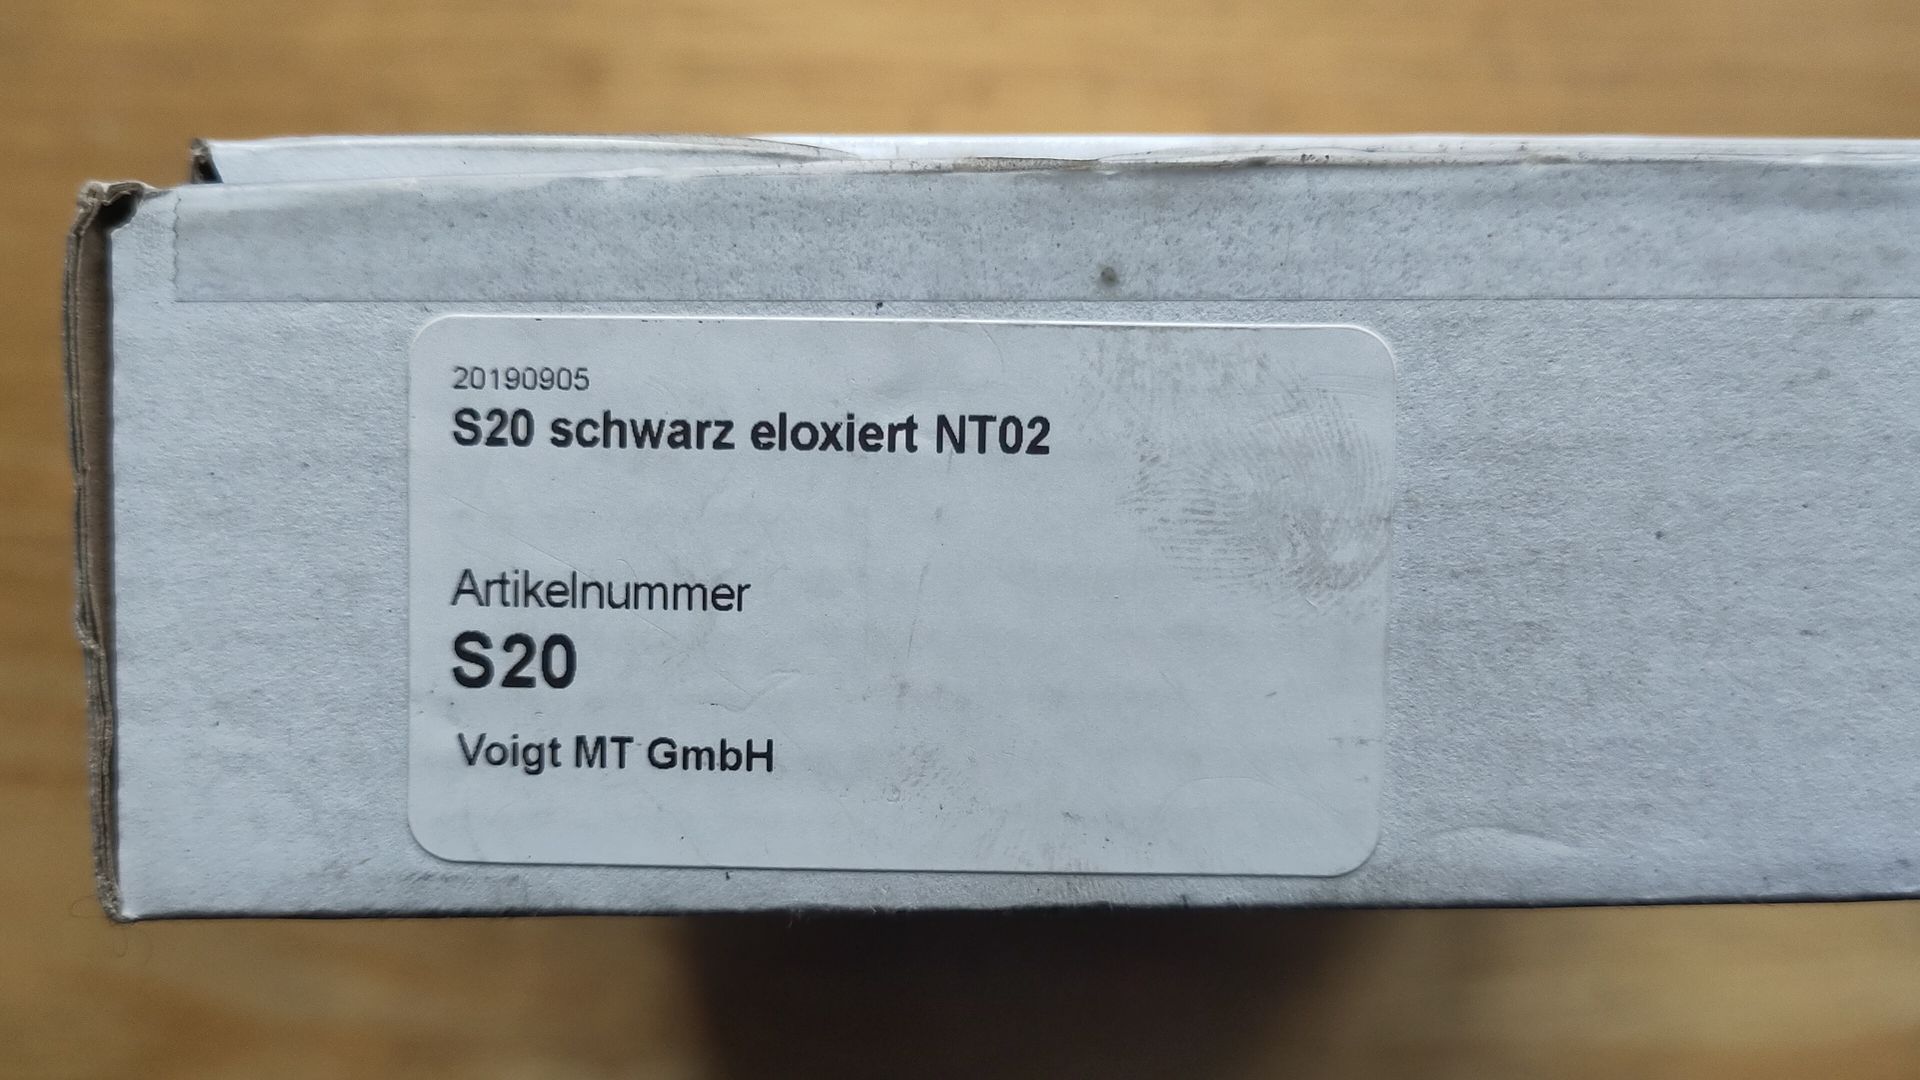 20190905
S20 schwarz eloxiert NT02
Artikelnummer
S20
Voigt MT GmbH